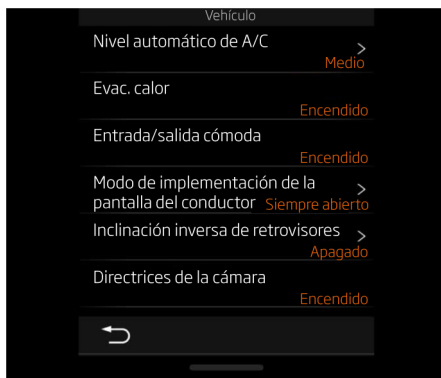 Vehículo
Nivel automático de A/C
Medio
Evac. calor
Encendido
Entrada/salida cómoda
Encendido
Modo de implementación de la
pantalla del conductor Siempre abierto
Inclinación inversa de retrovisores
Apagado
Directrices de la cámara
Encendido